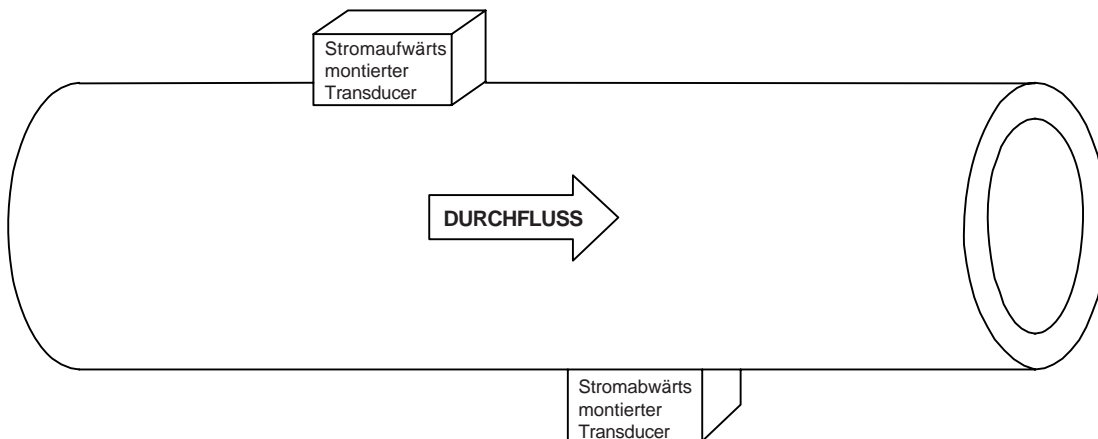 Stromaufwärts
montierter
Transducer
DURCHFLUSS
Stromabwärts
montierter
Transducer